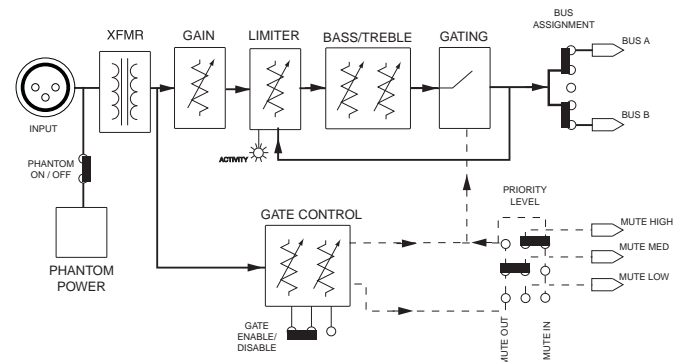 BUS
ASSIGNMENT
XFMR
GAIN
LIMITER
BASS/TREBLE
GATING
BUS A
BUS B
INPUT
ACTIVITY
PHANTOM
ON / OFF
PHANTOM
POWER
GATE CONTROL
GATE
ENABLE/
DISABLE
PRIORITY
LEVEL
MUTE HIGH
MUTE MED
MUTE LOW
MUTE OUT
MUTE IN